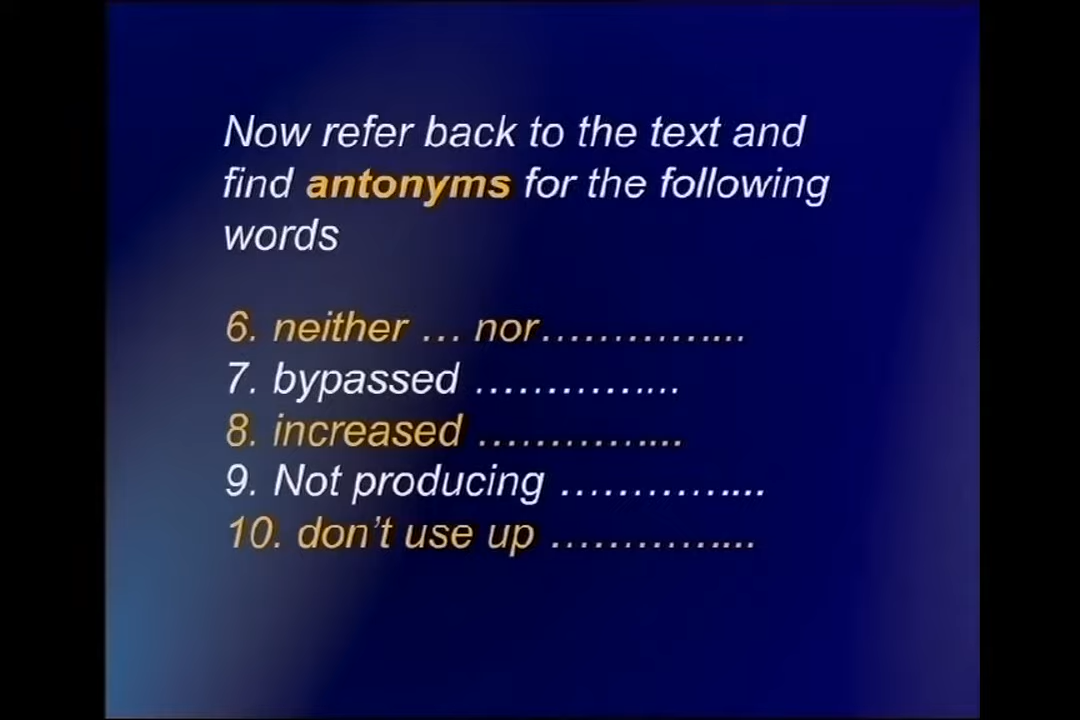 Now refer back to the text and
find antonyms for the following
words
6. neither … nor……………...
7. bypassed …………....
8. increased …………....
9. Not producing …………....
10. don't use up …………....